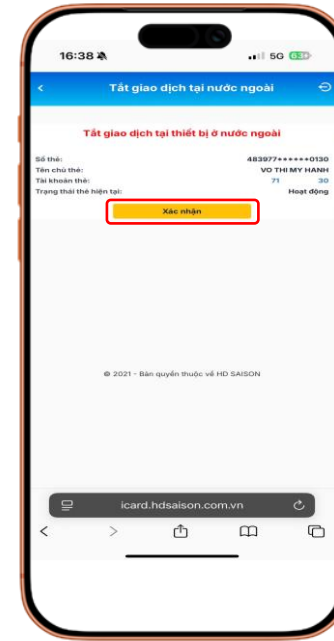 16:38
5G 63
Tắt giao dịch tại nước ngoài
Tắt giao dịch tại thiết bị ở nước ngoài
Số thẻ: 483977******0130
Tên chủ thẻ: VO THI MY HANH
Tài khoản thẻ: 71 30
Trạng thái thẻ hiện tại: Hoạt động
Xác nhận
© 2021 - Bản quyền thuộc về HD SAISON
icard.hdsaison.com.vn